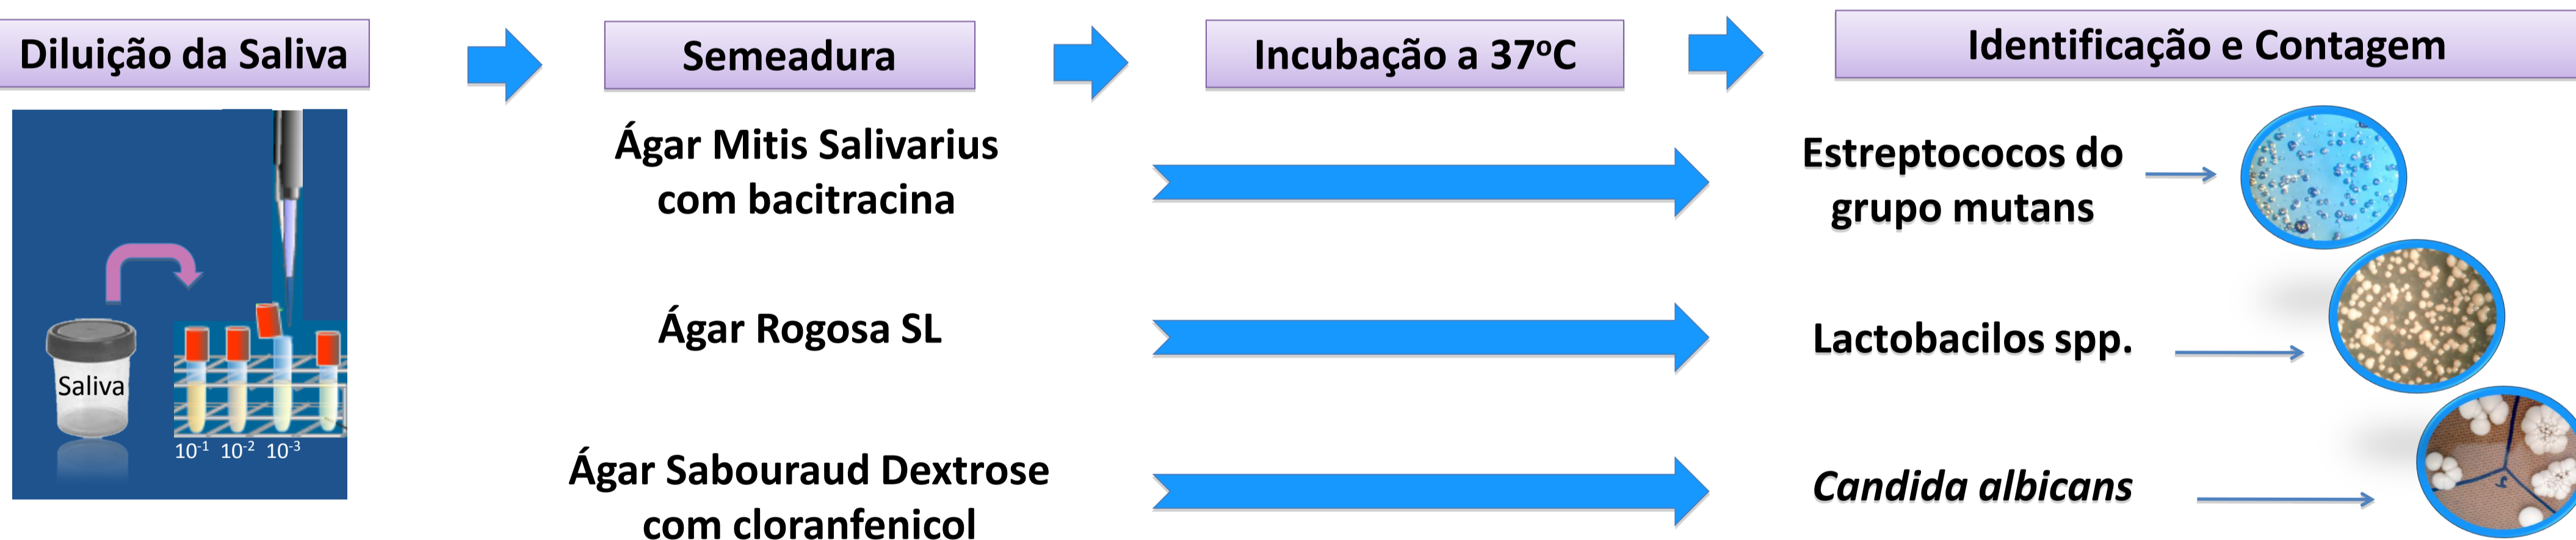 Diluição da Saliva
Semeadura
Incubação a 37ºC
Identificação e Contagem
Saliva
10⁻¹ 10⁻² 10⁻³
Ágar Mitis Salivarius
com bacitracina
Estreptococos do
grupo mutans
Ágar Rogosa SL
Lactobacilos spp.
Ágar Sabouraud Dextrose
com cloranfenicol
Candida albicans